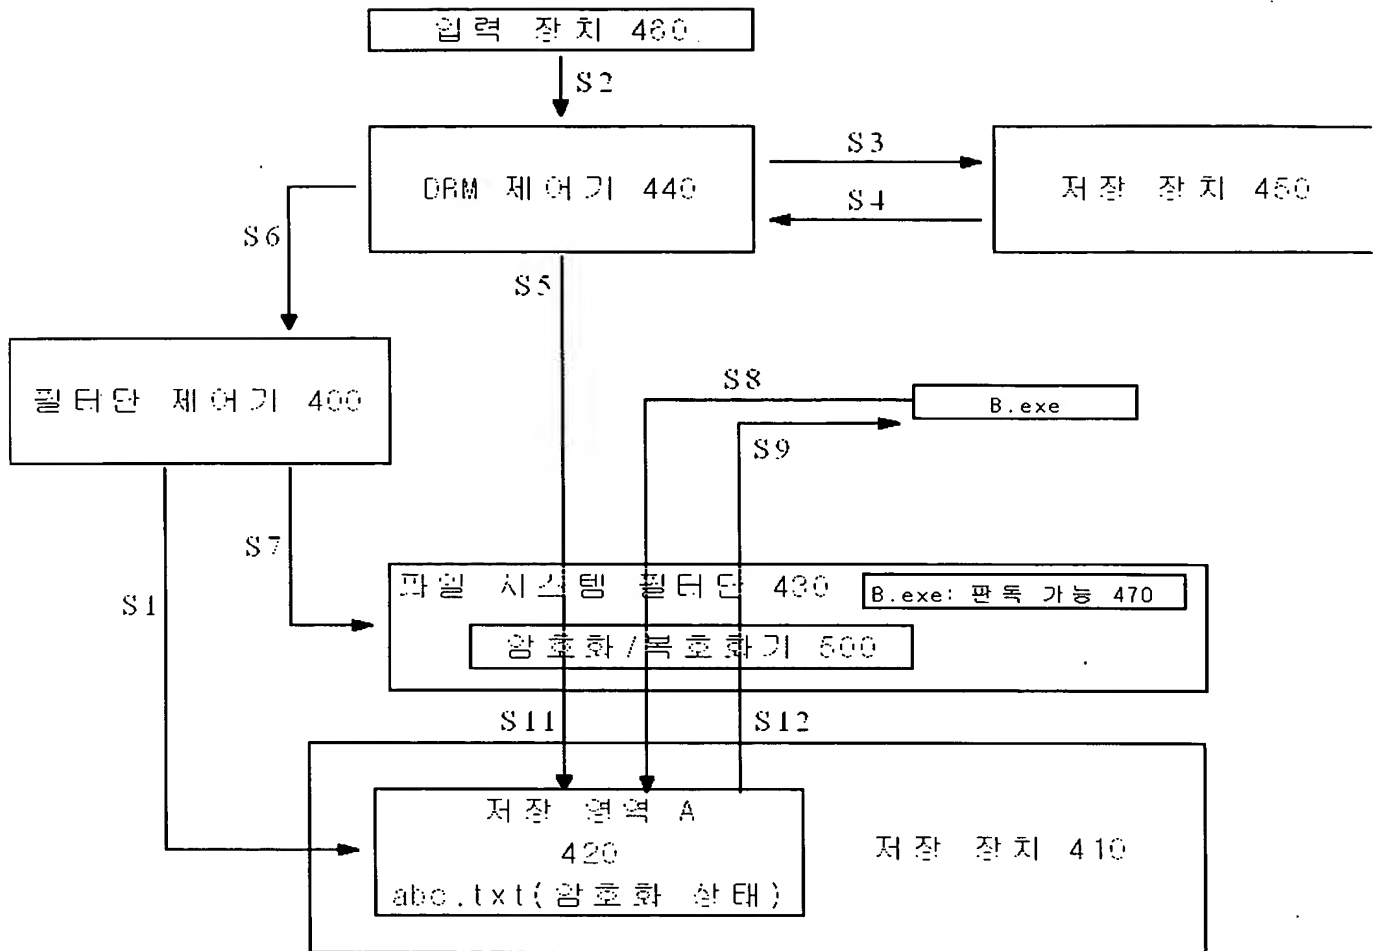 입력 장치 460
S2
S3
DRM 제어기 440
저장 장치 450
S4
S6
S5
S8
필터단 제어기 400
B.exe
S9
S7
파일 시스템 필터단 430
B.exe: 판독 가능 470
S1
암호화/복호화기 500
S11
S12
저장 영역 A
420
저장 장치 410
abc.txt(암호화 상태)